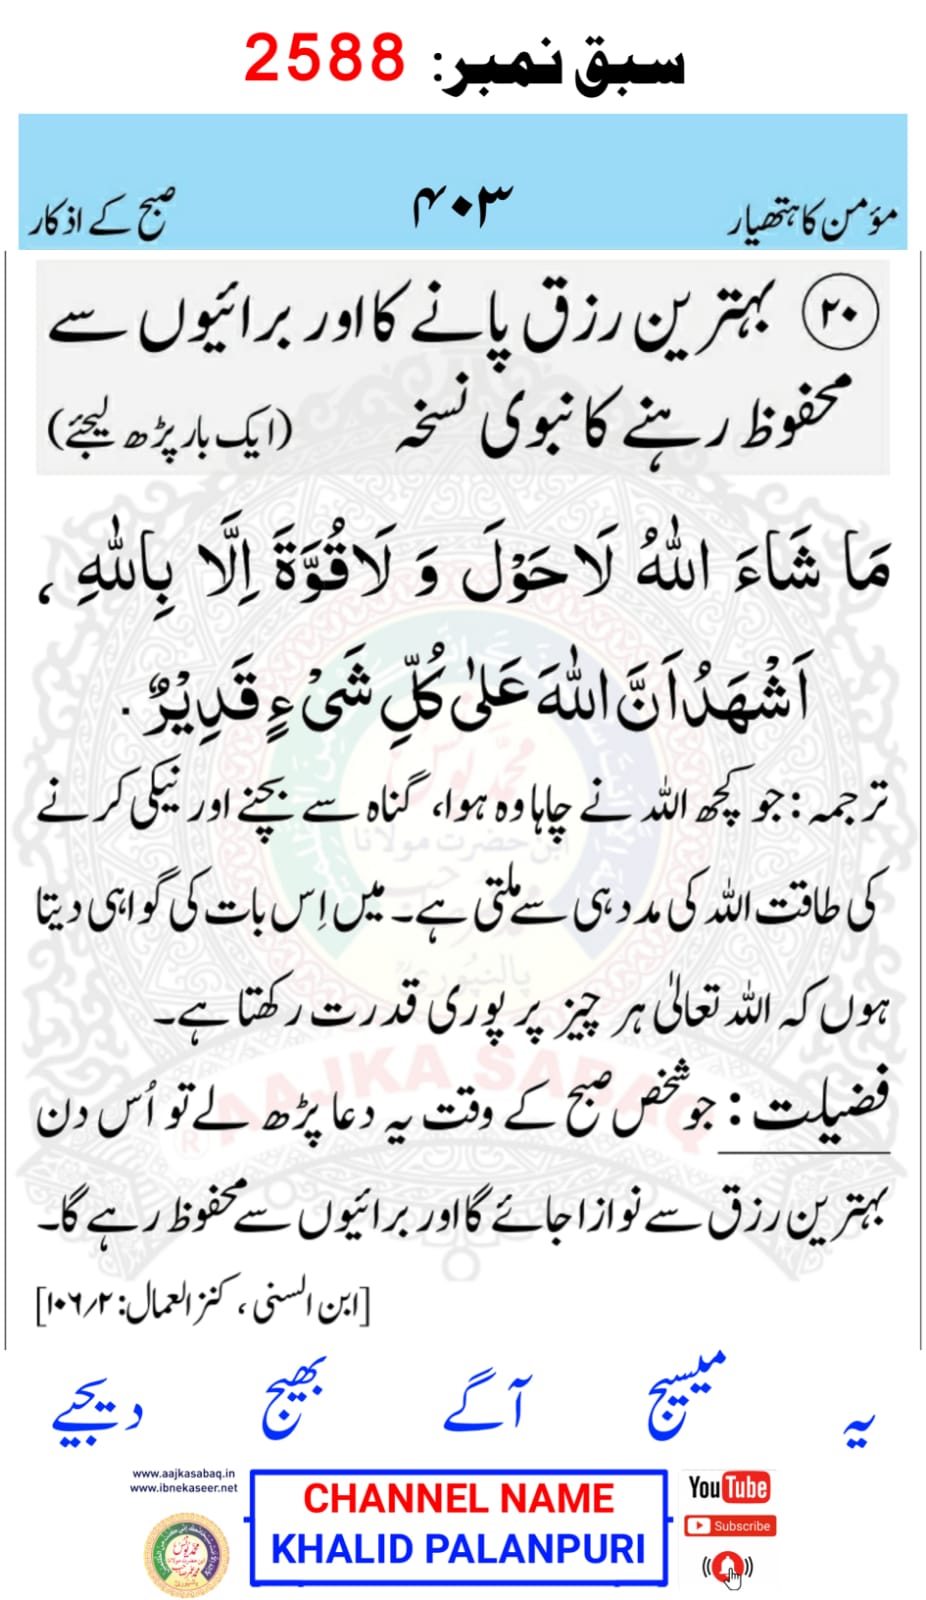 سبق نمبر: 2588
مؤمن کا ہتھیار ۴۰۳ صبح کے اذکار
۲۰ بہترین رزق پانے کا اور برائیوں سے
محفوظ رہنے کا نبوی نسخہ (ایک بار پڑھ لیجئے)
مَا شَاءَ اللّٰهُ لَا حَوْلَ وَ لَا قُوَّةَ اِلَّا بِاللّٰهِ ،
اَشْهَدُ اَنَّ اللّٰهَ عَلٰى كُلِّ شَىْءٍ قَدِيْرٌ .
ترجمہ: جو کچھ اللہ نے چاہا وہ ہوا، گناہ سے بچنے اور نیکی کرنے
کی طاقت اللہ کی مدد ہی سے ملتی ہے۔ میں اِس بات کی گواہی دیتا
ہوں کہ اللہ تعالیٰ ہر چیز پر پوری قدرت رکھتا ہے۔
AAJKA SABAQ ®
فضیلت: جو شخص صبح کے وقت یہ دعا پڑھ لے تو اُس دن
بہترین رزق سے نوازا جائے گا اور برائیوں سے محفوظ رہے گا۔
[ابن السنی، کنز العمال: ۲/۱۰۶]
یہ میسیج آگے بھیج دیجیے
www.aajkasabaq.in
www.ibnekaseer.net
CHANNEL NAME
KHALID PALANPURI
YouTube
Subscribe